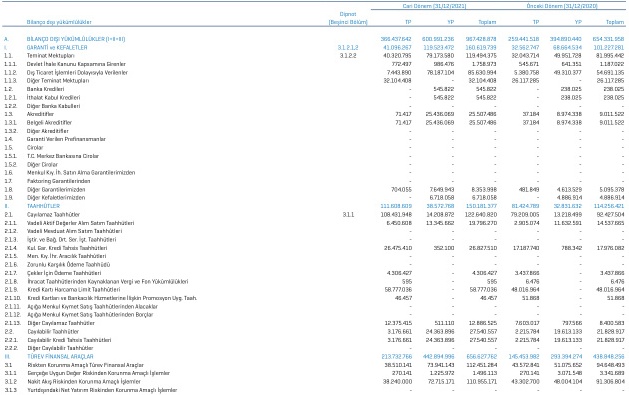 Cari Dönem (31/12/2021) Önceki Dönem (31/12/2020)
Bilanço dışı yükümlülükler Dipnot (Beşinci Bölüm) TP YP Toplam TP YP Toplam
A. BİLANÇO DIŞI YÜKÜMLÜLÜKLER (I+II+III) 366.437.642 600.991.236 967.428.878 259.441.518 394.890.440 654.331.958
I. GARANTİ ve KEFALETLER 3.1.2.1,2 41.096.267 119.523.472 160.619.739 32.562.747 68.664.534 101.227.281
1.1. Teminat Mektupları 3.1.2.2 40.320.795 79.173.580 119.494.375 32.043.714 49.951.728 81.995.442
1.1.1. Devlet İhale Kanunu Kapsamına Girenler 772.497 986.476 1.758.973 545.671 641.351 1.187.022
1.1.2. Dış Ticaret İşlemleri Dolayısıyla Verilenler 7.443.890 78.187.104 85.630.994 5.380.758 49.310.377 54.691.135
1.1.3. Diğer Teminat Mektupları 32.104.408 - 32.104.408 26.117.285 - 26.117.285
1.2. Banka Kredileri - 545.822 545.822 - 238.025 238.025
1.2.1. İthalat Kabul Kredileri - 545.822 545.822 - 238.025 238.025
1.2.2. Diğer Banka Kabulleri - - - - - -
1.3. Akreditifler 71.417 25.436.069 25.507.486 37.184 8.974.338 9.011.522
1.3.1. Belgeli Akreditifler 71.417 25.436.069 25.507.486 37.184 8.974.338 9.011.522
1.3.2. Diğer Akreditifler - - - - - -
1.4. Garanti Verilen Prefinansmanlar - - - - - -
1.5. Cirolar - - - - - -
1.5.1. T.C. Merkez Bankasına Cirolar - - - - - -
1.5.2. Diğer Cirolar - - - - - -
1.6. Menkul Kıy. İh. Satın Alma Garantilerimizden - - - - - -
1.7. Faktoring Garantilerinden - - - - - -
1.8. Diğer Garantilerimizden 704.055 7.649.943 8.353.998 481.849 4.613.529 5.095.378
1.9. Diğer Kefaletlerimizden - 6.718.058 6.718.058 - 4.886.914 4.886.914
II. TAAHHÜTLER 111.608.609 38.572.768 150.181.377 81.424.789 32.831.632 114.256.421
2.1. Cayılamaz Taahhütler 3.1.1 108.431.948 14.208.872 122.640.820 79.209.005 13.218.499 92.427.504
2.1.1. Vadeli Aktif Değerler Alım Satım Taahhütleri 6.450.608 13.345.662 19.796.270 2.905.074 11.632.591 14.537.665
2.1.2. Vadeli Mevduat Alım Satım Taahhütleri - - - - - -
2.1.3. İştir. ve Bağ. Ort. Ser. İşt. Taahhütleri - - - - - -
2.1.4. Kul. Gar. Kredi Tahsis Taahhütleri 26.475.410 352.100 26.827.510 17.187.740 788.342 17.976.082
2.1.5. Men. Kıy. İhr. Aracılık Taahhütleri - - - - - -
2.1.6. Zorunlu Karşılık Ödeme Taahhüdü - - - - - -
2.1.7. Çekler İçin Ödeme Taahhütleri 4.306.427 - 4.306.427 3.437.866 - 3.437.866
2.1.8. İhracat Taahhütlerinden Kaynaklanan Vergi ve Fon Yükümlülükleri 595 - 595 6.476 - 6.476
2.1.9. Kredi Kartı Harcama Limit Taahhütleri 58.777.036 - 58.777.036 48.016.964 - 48.016.964
2.1.10. Kredi Kartları ve Bankacılık Hizmetlerine İlişkin Promosyon Uyg. Taah. 46.457 - 46.457 51.868 - 51.868
2.1.11. Açığa Menkul Kıymet Satış Taahhütlerinden Alacaklar - - - - - -
2.1.12. Açığa Menkul Kıymet Satış Taahhütlerinden Borçlar - - - - - -
2.1.13. Diğer Cayılamaz Taahhütler 12.375.415 511.110 12.886.525 7.603.017 797.566 8.400.583
2.2. Cayılabilir Taahhütler 3.176.661 24.363.896 27.540.557 2.215.784 19.613.133 21.828.917
2.2.1. Cayılabilir Kredi Tahsis Taahhütleri 3.176.661 24.363.896 27.540.557 2.215.784 19.613.133 21.828.917
2.2.2. Diğer Cayılabilir Taahhütler - - - - - -
III. TÜREV FİNANSAL ARAÇLAR 213.732.766 442.894.996 656.627.762 145.453.982 293.394.274 438.848.256
3.1 Riskten Korunma Amaçlı Türev Finansal Araçlar 38.510.141 73.941.143 112.451.284 43.572.841 51.075.652 94.648.493
3.1.1 Gerçeğe Uygun Değer Riskinden Korunma Amaçlı İşlemler 270.141 1.225.972 1.496.113 270.141 3.071.548 3.341.689
3.1.2 Nakit Akış Riskinden Korunma Amaçlı İşlemler 38.240.000 72.715.171 110.955.171 43.302.700 48.004.104 91.306.804
3.1.3 Yurtdışındaki Net Yatırım Riskinden Korunma Amaçlı İşlemler - - - - - -